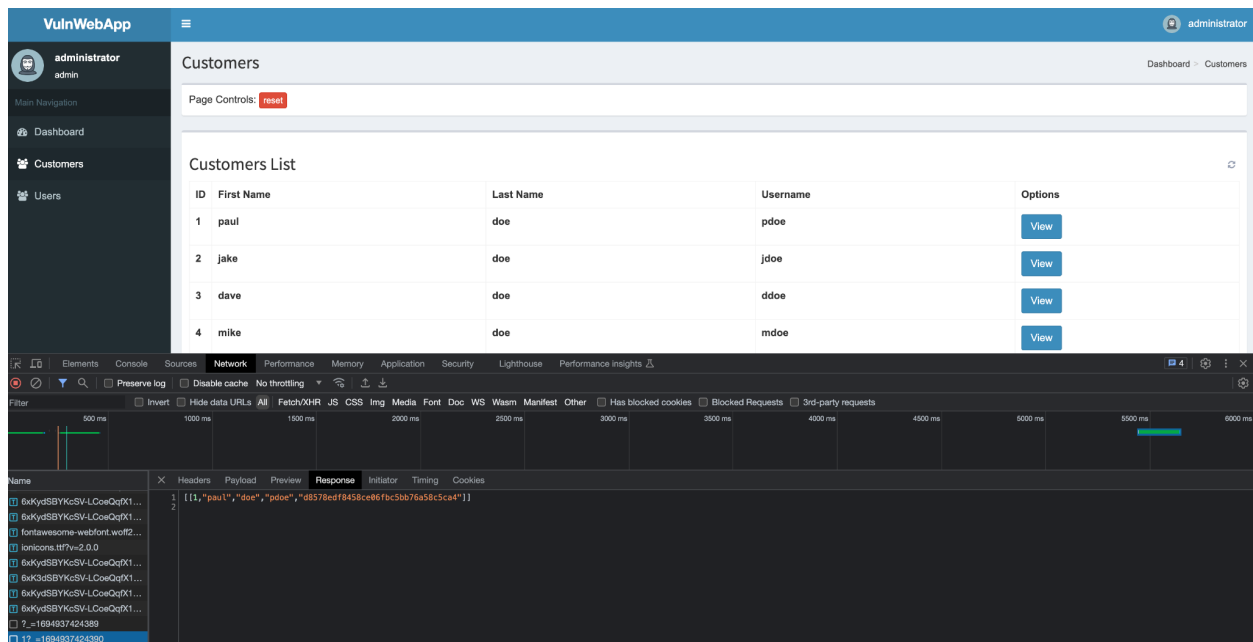 VulnWebApp
administrator
administrator
admin
Customers
Dashboard > Customers
Main Navigation
Page Controls: reset
Dashboard
Customers
Users
Customers List
ID First Name Last Name Username Options
1 paul doe pdoe View
2 jake doe jdoe View
3 dave doe ddoe View
4 mike doe mdoe View
Elements Console Sources Network Performance Memory Application Security Lighthouse Performance insights 4
Preserve log Disable cache No throttling
Filter Invert Hide data URLs All Fetch/XHR JS CSS Img Media Font Doc WS Wasm Manifest Other Has blocked cookies Blocked Requests 3rd-party requests
500 ms 1000 ms 1500 ms 2000 ms 2500 ms 3000 ms 3500 ms 4000 ms 4500 ms 5000 ms 5500 ms 6000 ms
Name Headers Payload Preview Response Initiator Timing Cookies
1 [[1,"paul","doe","pdoe","d8578edf8458ce06fbc5bb76a58c5ca4"]]
2
6xKydSBYKcSV-LCoeQqfX1...
6xKydSBYKcSV-LCoeQqfX1...
fontawesome-webfont.woff2...
ionicons.ttf?v=2.0.0
6xKydSBYKcSV-LCoeQqfX1...
6xK3dSBYKcSV-LCoeQqfX1...
6xKydSBYKcSV-LCoeQqfX1...
6xKydSBYKcSV-LCoeQqfX1...
?_=1694937424389
1?_=1694937424390